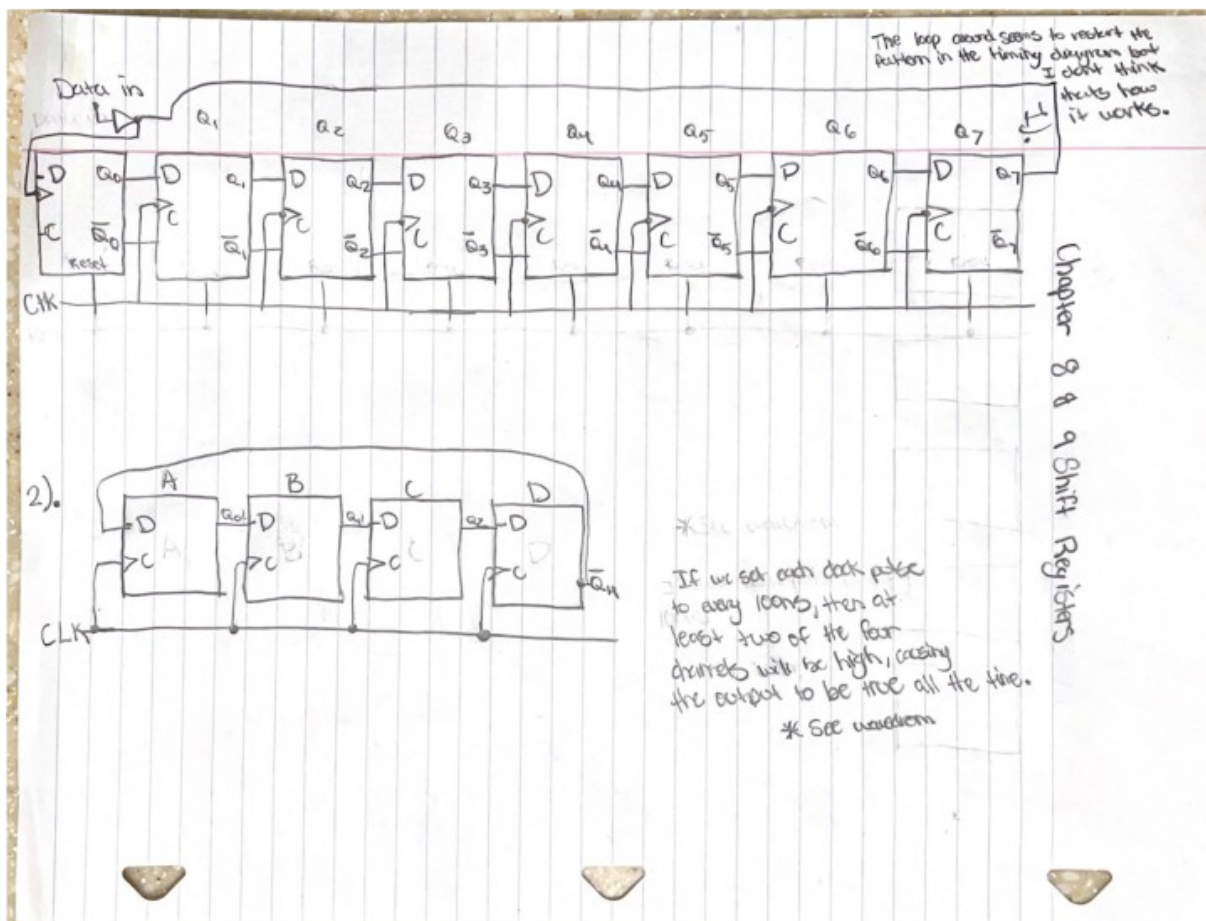 The loop around seems to restart the
pattern in the timing diagram but
I dont think
thats how
it works.
Data in
Q1 Q2 Q3 Q4 Q5 Q6 Q7
D Q0 D Q1 D Q2 D Q3 D Q4 D Q5 D Q6 D Q7
C Q̅0 C Q̅1 C Q̅2 C Q̅3 C Q̅4 C Q̅5 C Q̅6 C Q̅7
Reset
Clk
Chapter 8 & 9 Shift Registers
2).
A B C D
D Q0 D Q1 D Q2 D
C C C C Q̅4
CLK
*See
If we set each clock pulse
to every 100ns, then at
least two of the four
channels will be high, causing
the output to be true all the time.
* See